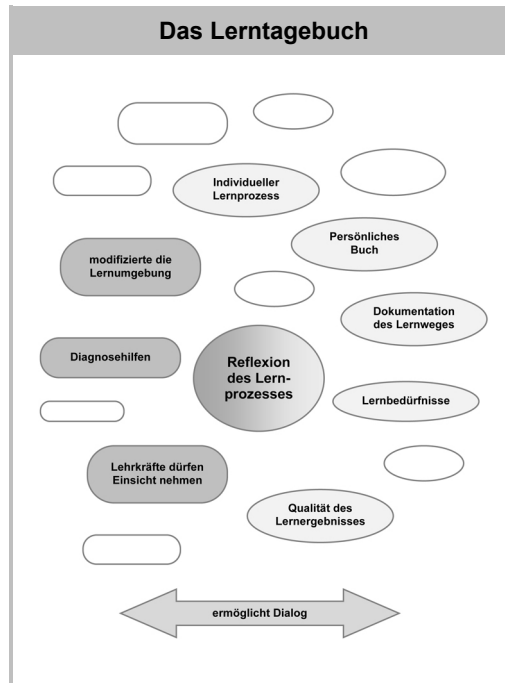 Das Lerntagebuch
Individueller
Lernprozess
Persönliches
Buch
modifizierte die
Lernumgebung
Dokumentation
des Lernweges
Diagnosehilfen
Reflexion
des Lern-
prozesses
Lernbedürfnisse
Lehrkräfte dürfen
Einsicht nehmen
Qualität des
Lernergebnisses
ermöglicht Dialog